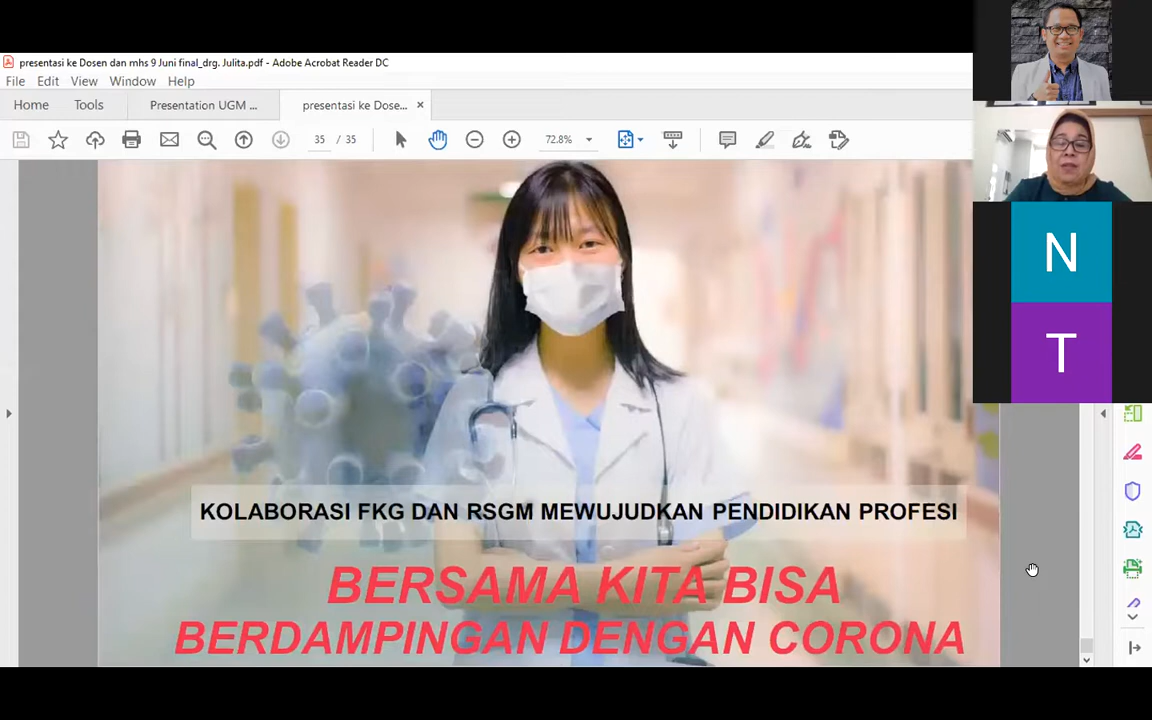 presentasi ke Dosen dan mhs 9 Juni final_drg. Julita.pdf - Adobe Acrobat Reader DC
File Edit View Window Help
Home Tools Presentation UGM ... presentasi ke Dose... ×
35 / 35 72.8%
N
T
KOLABORASI FKG DAN RSGM MEWUJUDKAN PENDIDIKAN PROFESI
BERSAMA KITA BISA
BERDAMPINGAN DENGAN CORONA